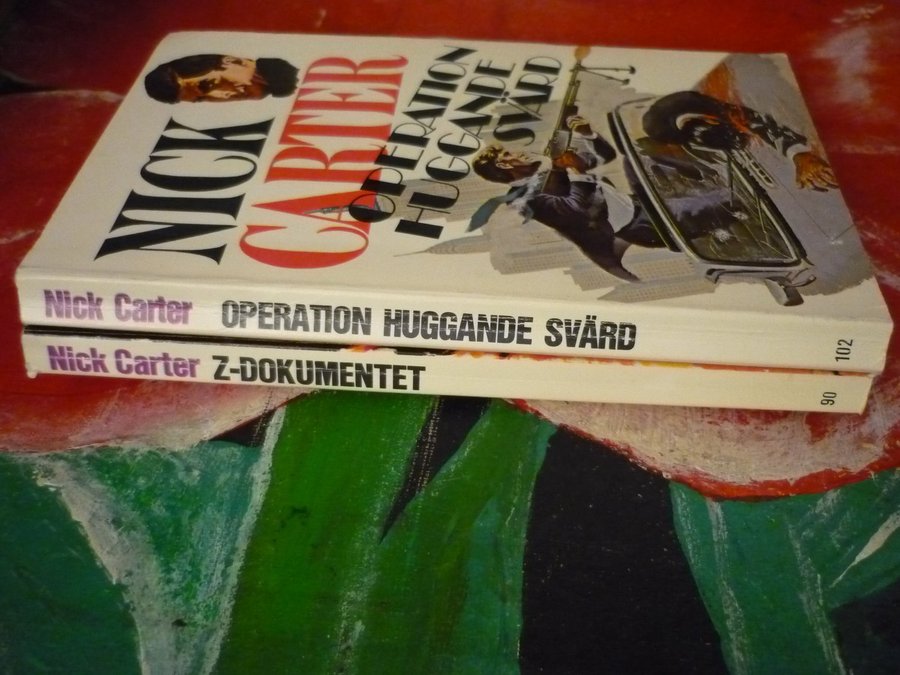 NICK
CARTER
OPERATION
HUGGANDE
SVÄRD
Nick Carter OPERATION HUGGANDE SVÄRD 102
Nick Carter Z-DOKUMENTET 90